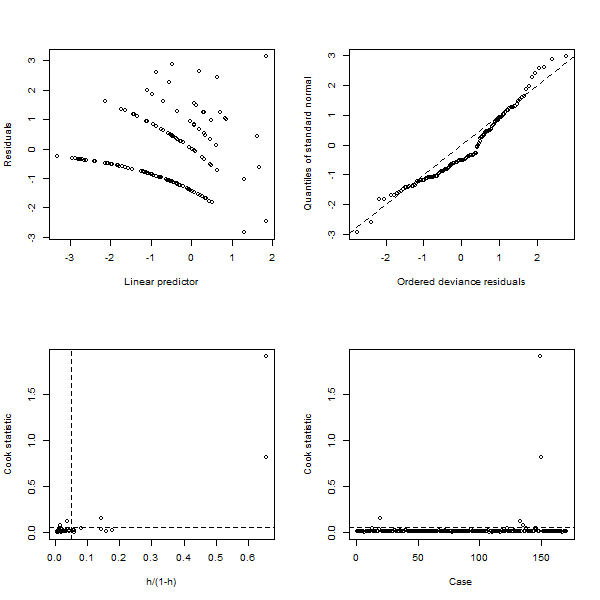 3
2
1
0
-1
-2
-3
Residuals
-3 -2 -1 0 1 2
Linear predictor
3
2
1
0
-1
-2
-3
Quantiles of standard normal
-2 -1 0 1 2
Ordered deviance residuals
1.5
1.0
0.5
0.0
Cook statistic
0.0 0.1 0.2 0.3 0.4 0.5 0.6
h/(1-h)
1.5
1.0
0.5
0.0
Cook statistic
0 50 100 150
Case